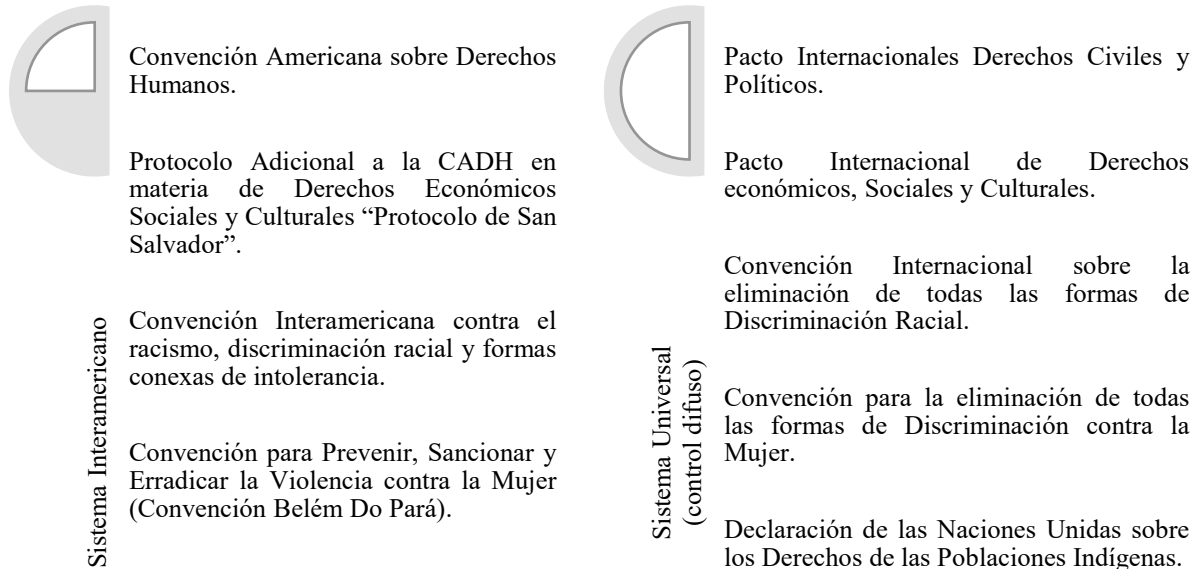 Sistema Interamericano
Convención Americana sobre Derechos
Humanos.
Protocolo Adicional a la CADH en
materia de Derechos Económicos
Sociales y Culturales “Protocolo de San
Salvador”.
Convención Interamericana contra el
racismo, discriminación racial y formas
conexas de intolerancia.
Convención para Prevenir, Sancionar y
Erradicar la Violencia contra la Mujer
(Convención Belém Do Pará).
Sistema Universal
(control difuso)
Pacto Internacionales Derechos Civiles y
Políticos.
Pacto Internacional de Derechos
económicos, Sociales y Culturales.
Convención Internacional sobre la
eliminación de todas las formas de
Discriminación Racial.
Convención para la eliminación de todas
las formas de Discriminación contra la
Mujer.
Declaración de las Naciones Unidas sobre
los Derechos de las Poblaciones Indígenas.